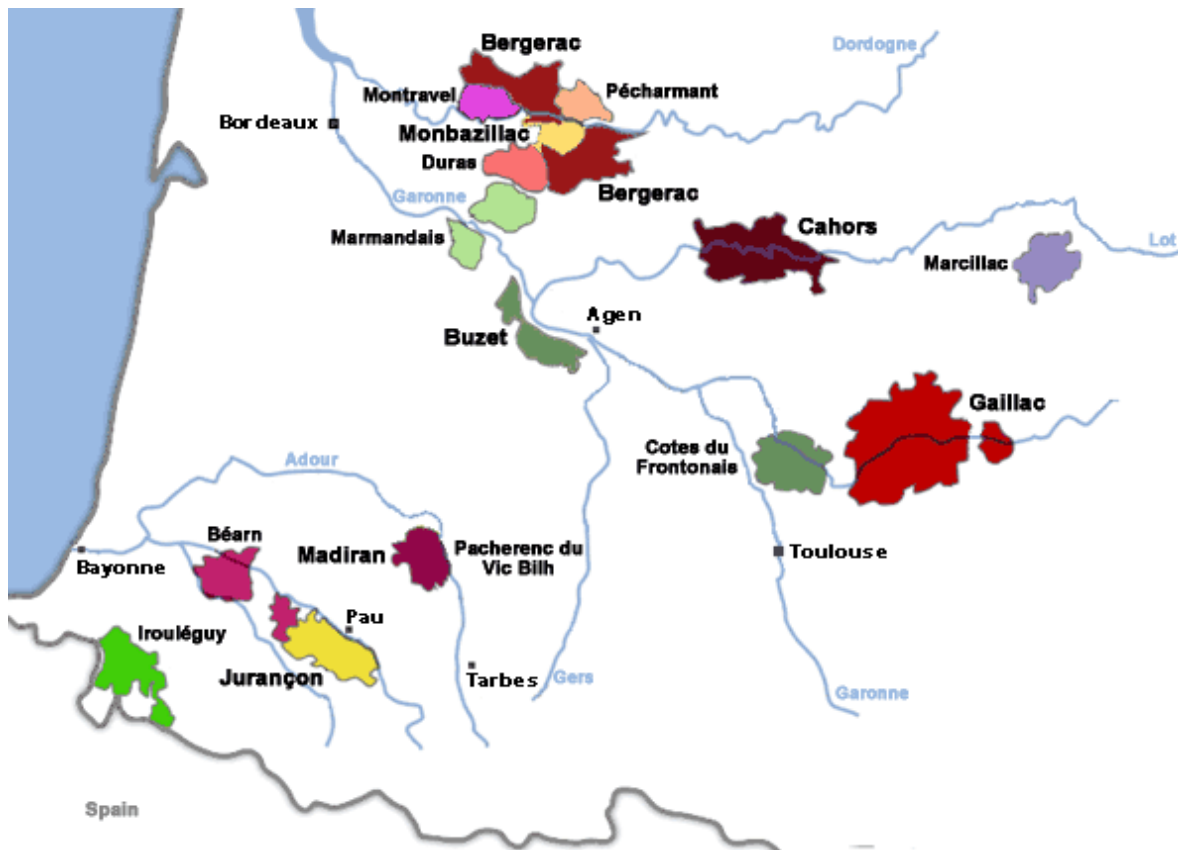 Bergerac
Dordogne
Montravel
Pécharmant
Bordeaux
Monbazillac
Duras
Bergerac
Garonne
Marmandais
Cahors
Lot
Marcillac
Agen
Buzet
Gaillac
Cotes du
Frontonais
Adour
Béarn
Madiran
Pacherenc du
Vic Bilh
Toulouse
Bayonne
Pau
Irouléguy
Jurançon
Tarbes
Gers
Garonne
Spain